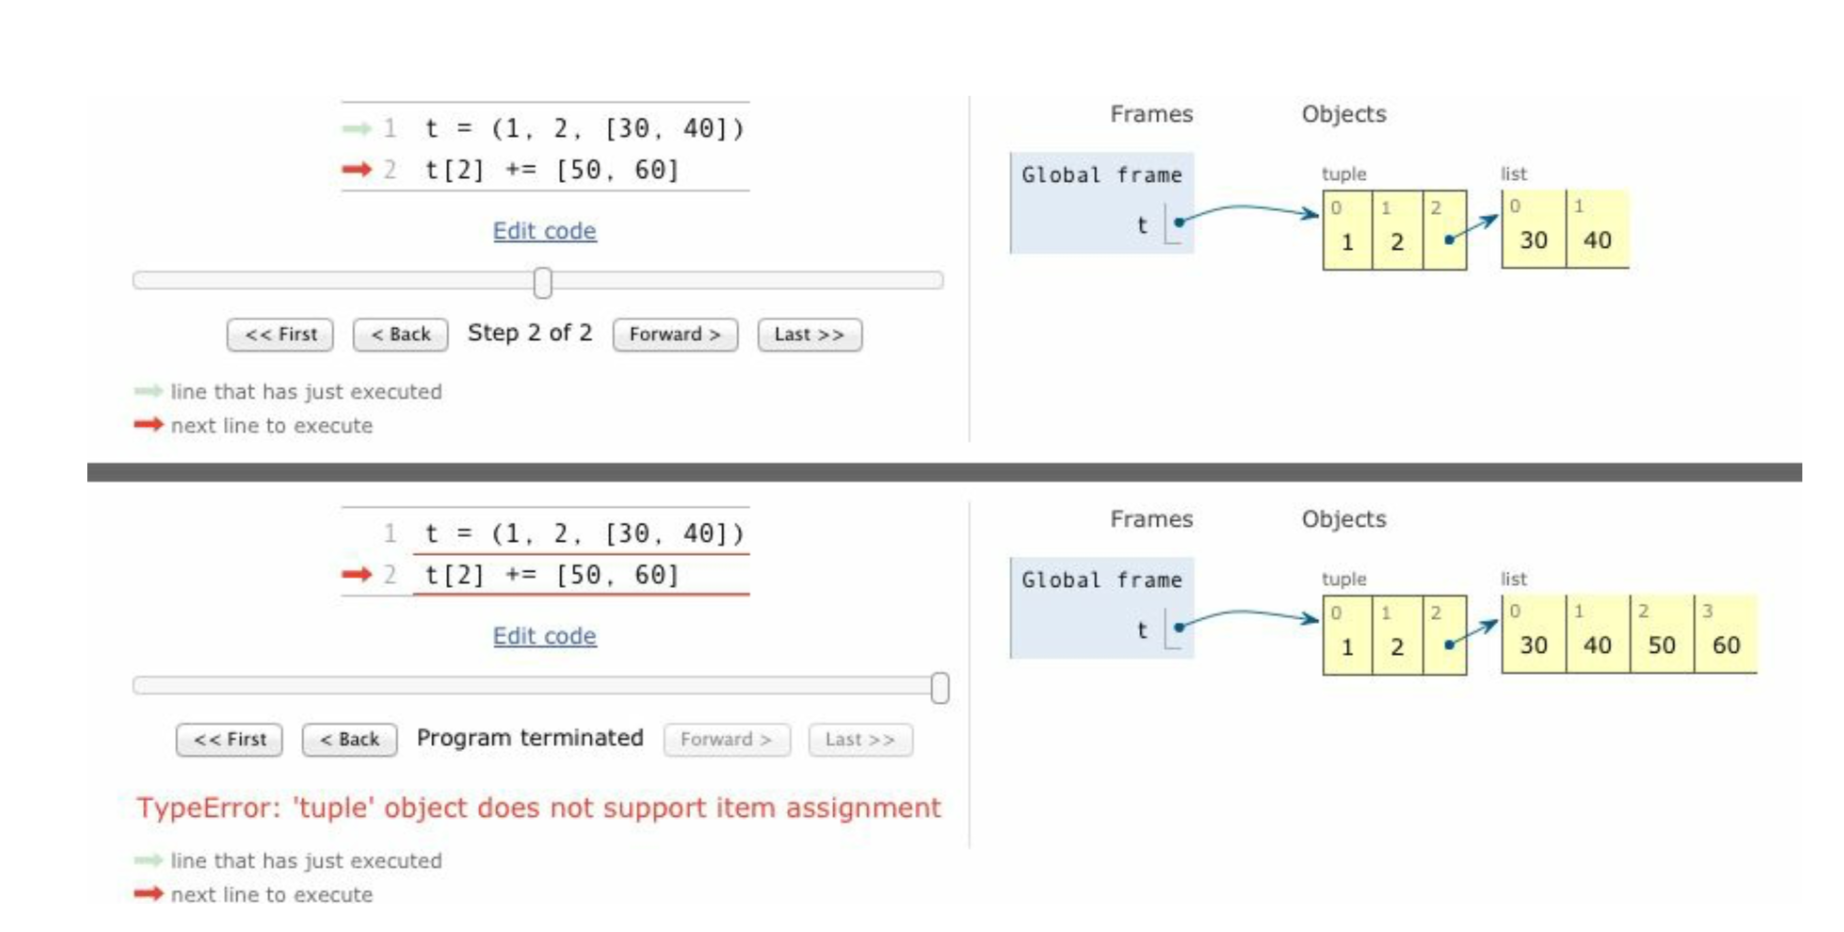 Frames Objects
1 t = (1, 2, [30, 40])
2 t[2] += [50, 60]
Edit code
<< First < Back Step 2 of 2 Forward > Last >>
line that has just executed
next line to execute
Global frame
t
tuple list
0 1 2 0 1
1 2 30 40
Frames Objects
1 t = (1, 2, [30, 40])
2 t[2] += [50, 60]
Edit code
<< First < Back Program terminated Forward > Last >>
TypeError: 'tuple' object does not support item assignment
line that has just executed
next line to execute
Global frame
t
tuple list
0 1 2 0 1 2 3
1 2 30 40 50 60